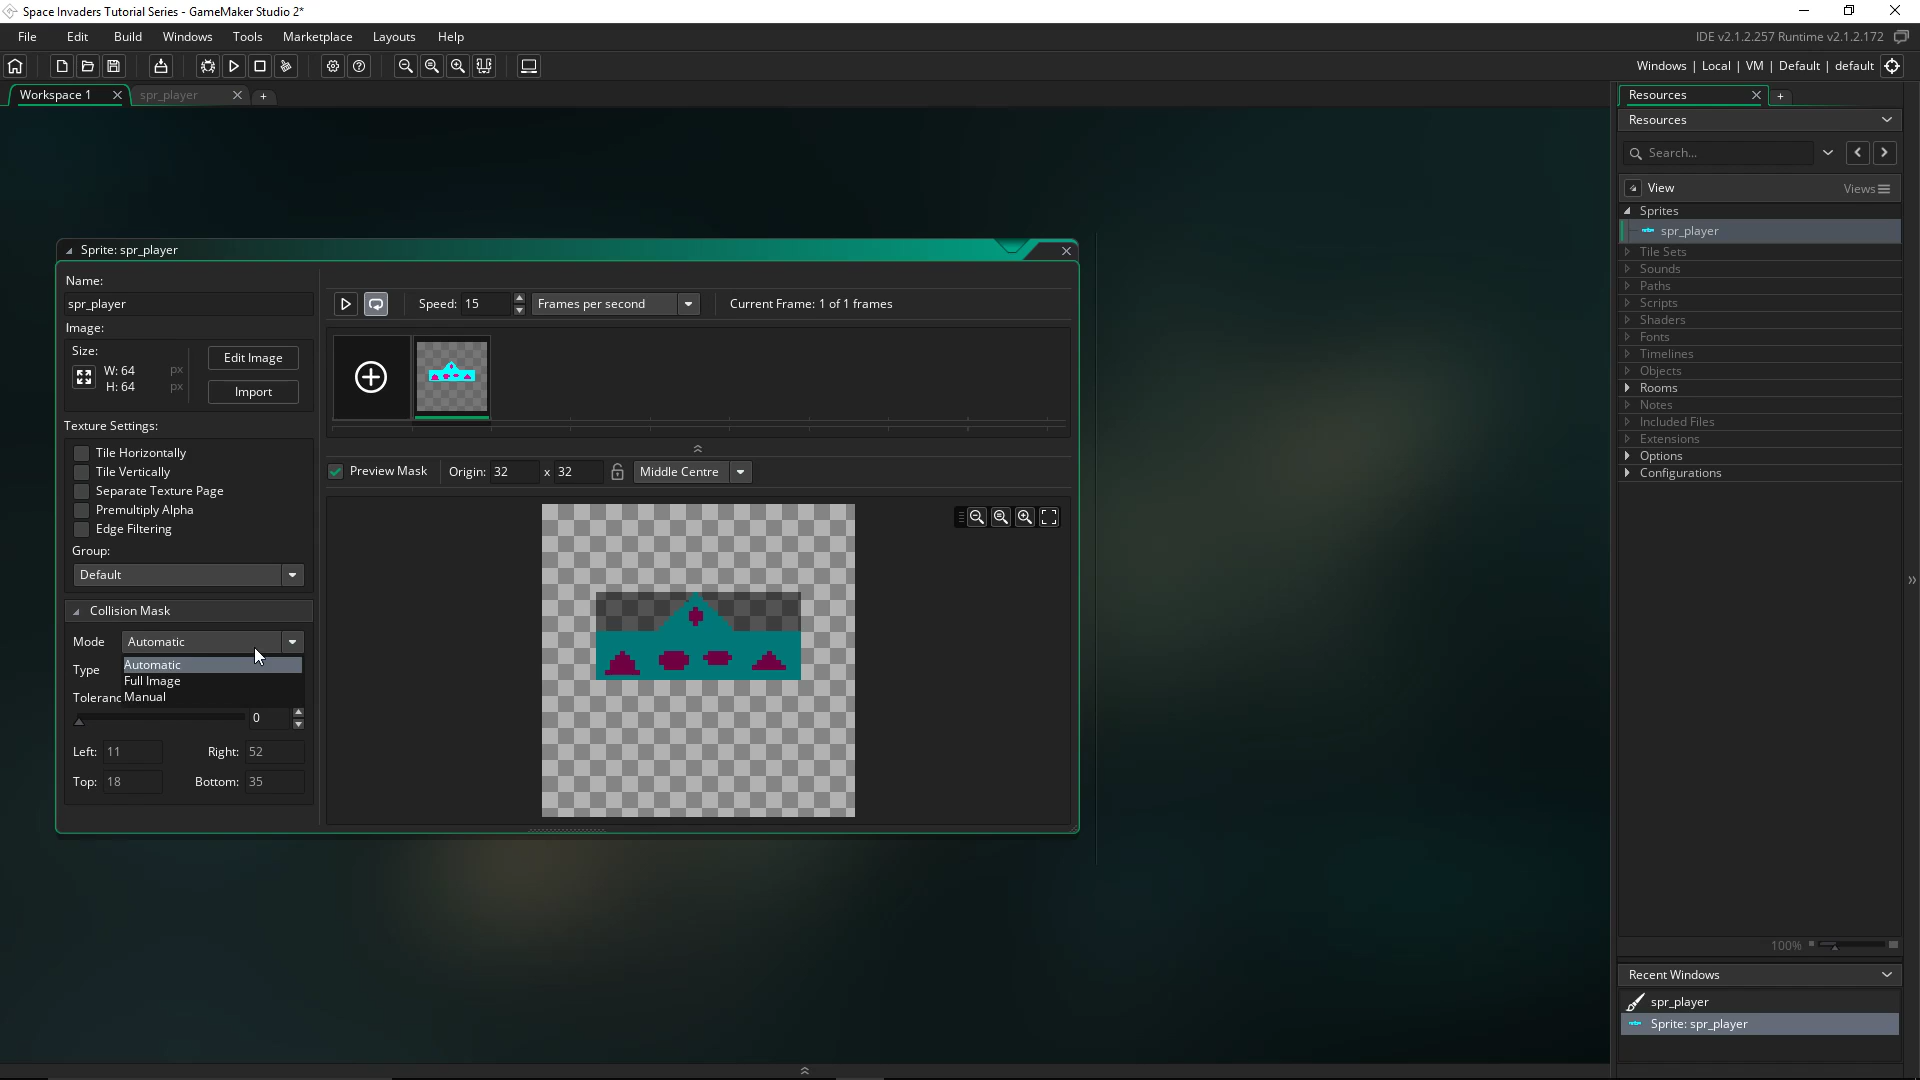 Space Invaders Tutorial Series - GameMaker Studio 2*
File Edit Build Windows Tools Marketplace Layouts Help
IDE v2.1.2.257 Runtime v2.1.2.172
Windows | Local | VM | Default | default
Workspace 1
spr_player
Sprite: spr_player
Name:
spr_player
Image:
Size:
W: 64 px
H: 64 px
Edit Image
Import
Texture Settings:
Tile Horizontally
Tile Vertically
Separate Texture Page
Premultiply Alpha
Edge Filtering
Group:
Default
Collision Mask
Mode Automatic
Type
Automatic
Full Image
Manual
Toleranc
0
Left: 11 Right: 52
Top: 18 Bottom: 35
Speed: 15 Frames per second Current Frame: 1 of 1 frames
Preview Mask Origin: 32 x 32 Middle Centre
Resources
Resources
Search...
View Views
Sprites
spr_player
Tile Sets
Sounds
Paths
Scripts
Shaders
Fonts
Timelines
Objects
Rooms
Notes
Included Files
Extensions
Options
Configurations
100%
Recent Windows
spr_player
Sprite: spr_player